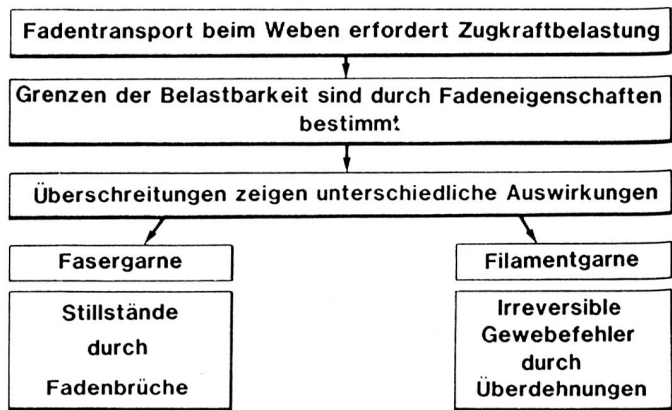 Fadentransport beim Weben erfordert Zugkraftbelastung
Grenzen der Belastbarkeit sind durch Fadeneigenschaften
bestimmt.
Überschreitungen zeigen unterschiedliche Auswirkungen
Fasergarne
Filamentgarne
Stillstände
durch
Fadenbrüche
Irreversible
Gewebefehler
durch
Überdehnungen